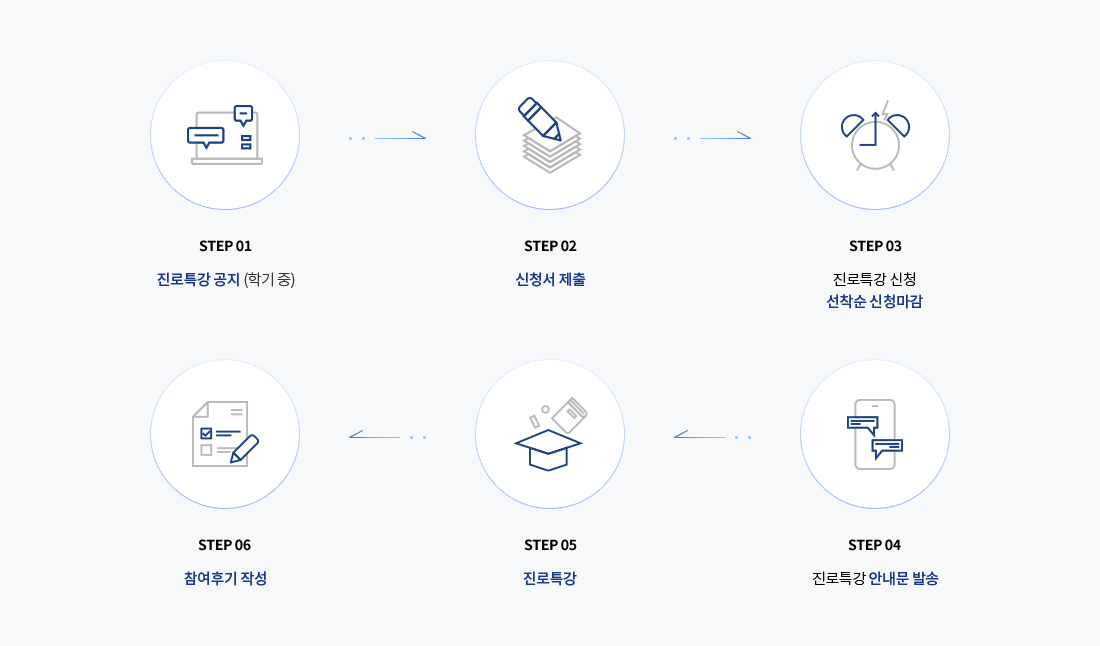 STEP 01
진로특강 공지 (학기 중)
STEP 02
신청서 제출
STEP 03
진로특강 신청
선착순 신청마감
STEP 04
진로특강 안내문 발송
STEP 05
진로특강
STEP 06
참여후기 작성